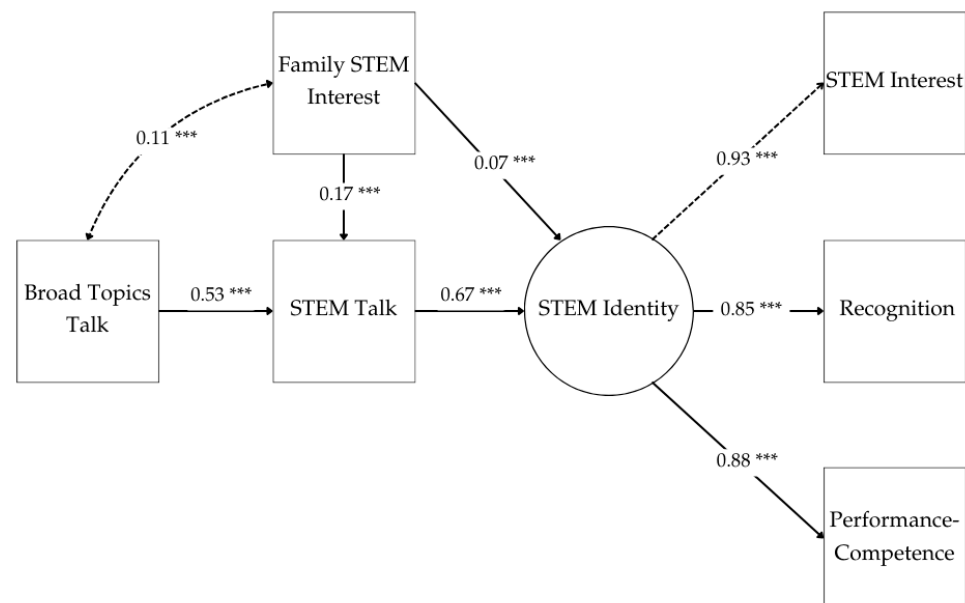 Family STEM
Interest
STEM Interest
0.11 ***
0.93 ***
0.07 ***
0.17 ***
Broad Topics
Talk
0.53 ***
STEM Talk
0.67 ***
STEM Identity
0.85 ***
Recognition
0.88 ***
Performance-
Competence